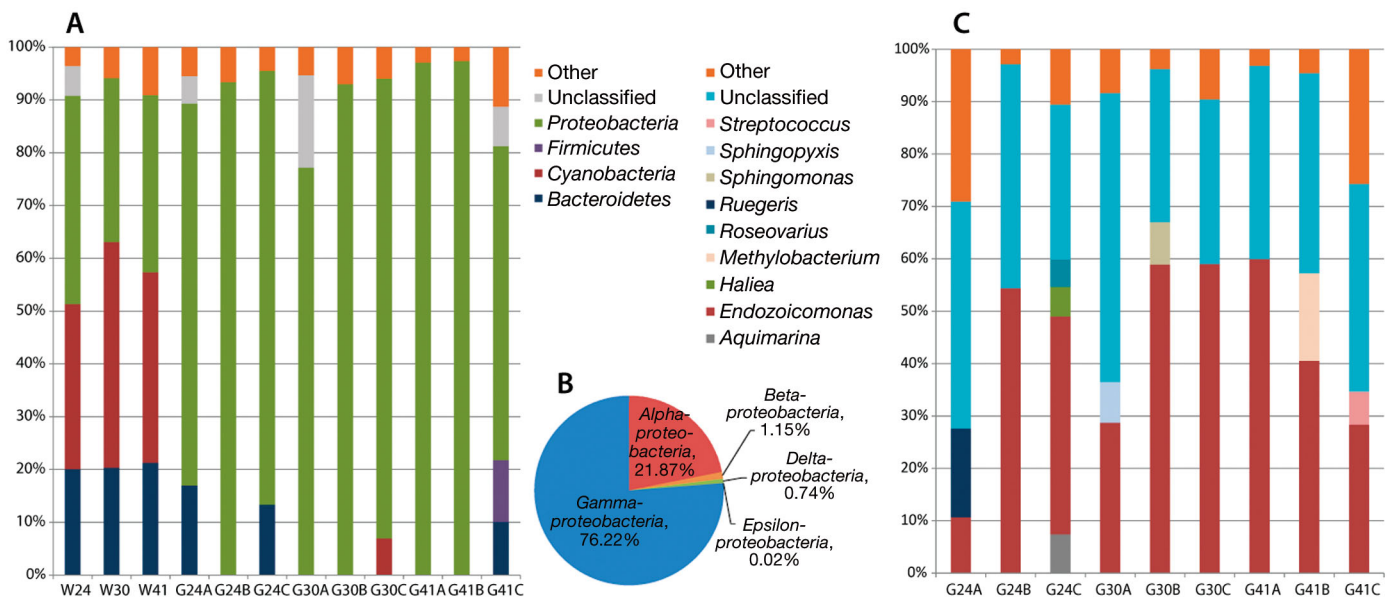 A
100%
90%
80%
70%
60%
50%
40%
30%
20%
10%
0%
W24 W30 W41 G24A G24B G24C G30A G30B G30C G41A G41B G41C
Other
Unclassified
Proteobacteria
Firmicutes
Cyanobacteria
Bacteroidetes
Other
Unclassified
Streptococcus
Sphingopyxis
Sphingomonas
Ruegeris
Roseovarius
Methylobacterium
Haliea
Endozoicomonas
Aquimarina
B
Alpha-
proteo-
bacteria,
21.87%
Gamma-
proteobacteria,
76.22%
Beta-
proteobacteria,
1.15%
Delta-
proteobacteria,
0.74%
Epsilon-
proteobacteria,
0.02%
C
100%
90%
80%
70%
60%
50%
40%
30%
20%
10%
0%
G24A G24B G24C G30A G30B G30C G41A G41B G41C